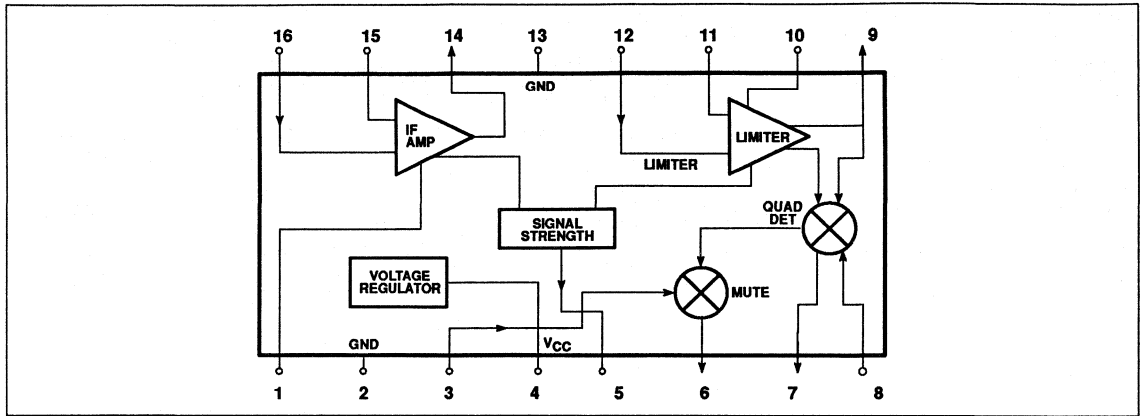 16 15 14 13 12 11 10 9
GND
IF
AMP
LIMITER
LIMITER
SIGNAL
STRENGTH
QUAD
DET
VOLTAGE
REGULATOR
MUTE
GND
VCC
1 2 3 4 5 6 7 8